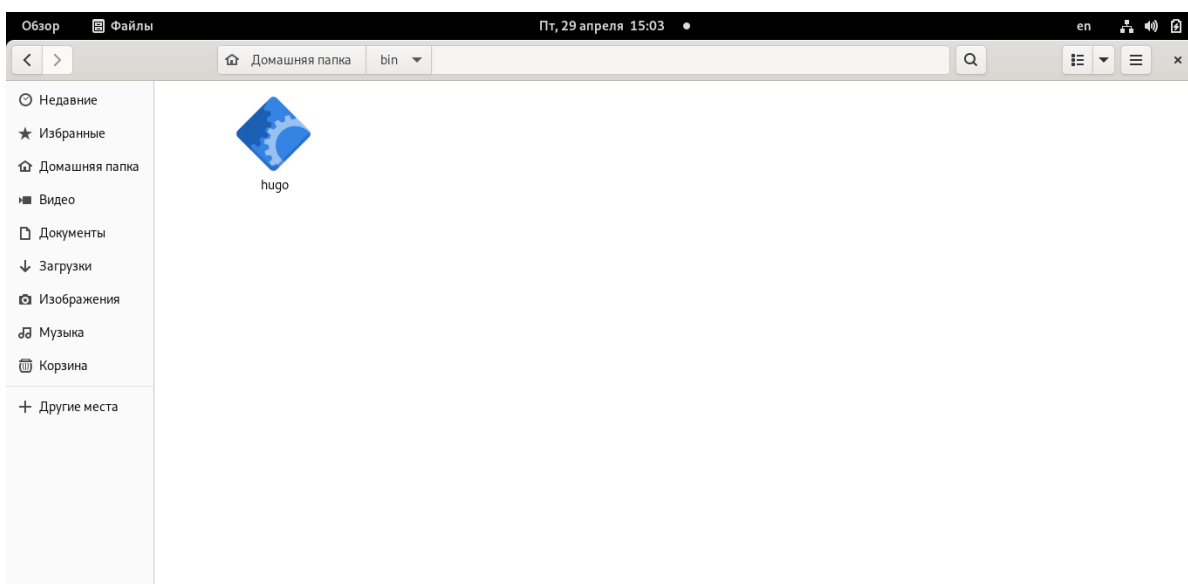 Обзор Файлы Пт, 29 апреля 15:03 en
Домашняя папка bin
Недавние
Избранные
Домашняя папка
Видео
Документы
Загрузки
Изображения
Музыка
Корзина
Другие места
hugo